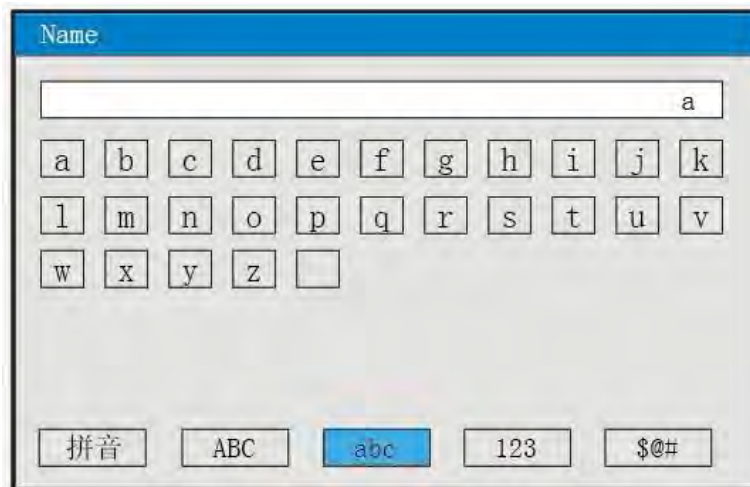 Name
a
a b c d e f g h i j k
l m n o p q r s t u v
w x y z
拼音 ABC abc 123 $@#